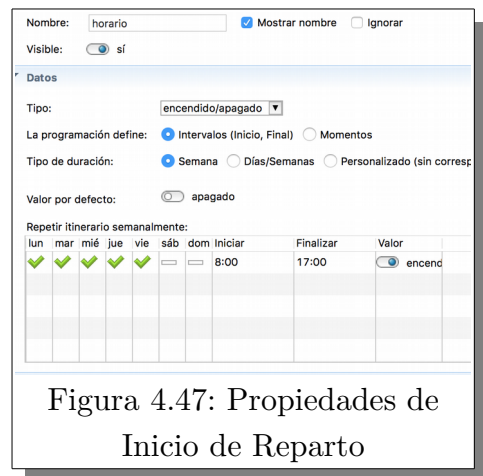 Nombre: horario Mostrar nombre Ignorar
Visible: sí
Datos
Tipo: encendido/apagado
La programación define: Intervalos (Inicio, Final) Momentos
Tipo de duración: Semana Días/Semanas Personalizado (sin corresp
Valor por defecto: apagado
Repetir itinerario semanalmente:
lun mar mié jue vie sáb dom Iniciar Finalizar Valor
8:00 17:00 encend
Figura 4.47: Propiedades de
Inicio de Reparto